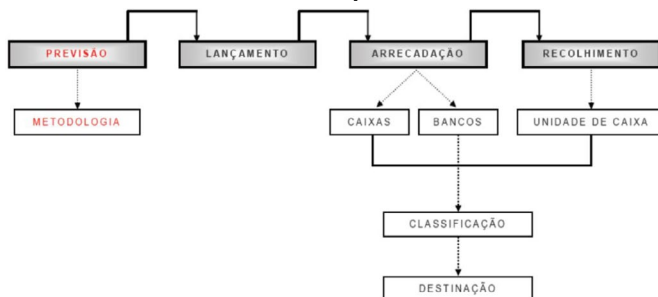 PREVISÃO
LANÇAMENTO
ARRECADAÇÃO
RECOLHIMENTO
METODOLOGIA
CAIXAS
BANCOS
UNIDADE DE CAIXA
CLASSIFICAÇÃO
DESTINAÇÃO